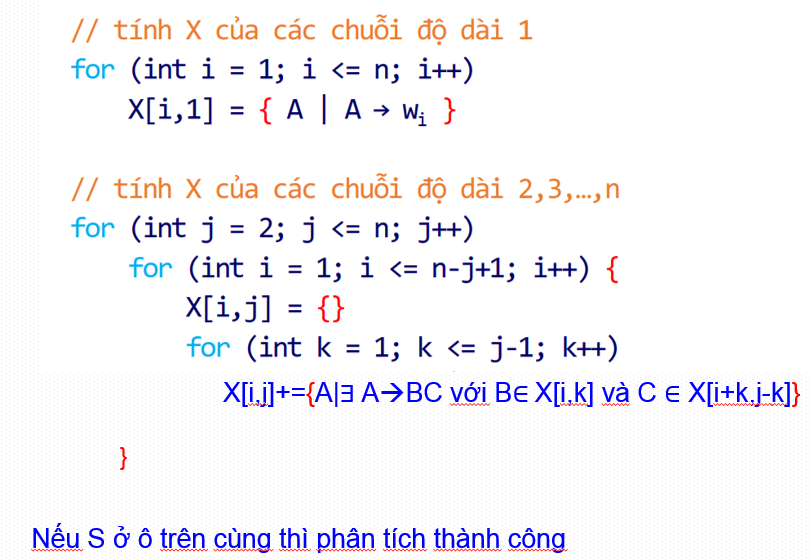 // tính X của các chuỗi độ dài 1
for (int i = 1; i <= n; i++)
X[i,1] = { A | A → wᵢ }
// tính X của các chuỗi độ dài 2,3,…,n
for (int j = 2; j <= n; j++)
for (int i = 1; i <= n-j+1; i++) {
X[i,j] = {}
for (int k = 1; k <= j-1; k++)
X[i,j]+={A|∃ A→BC với B∈ X[i,k] và C ∈ X[i+k,j-k]}
}
Nếu S ở ô trên cùng thì phân tích thành công